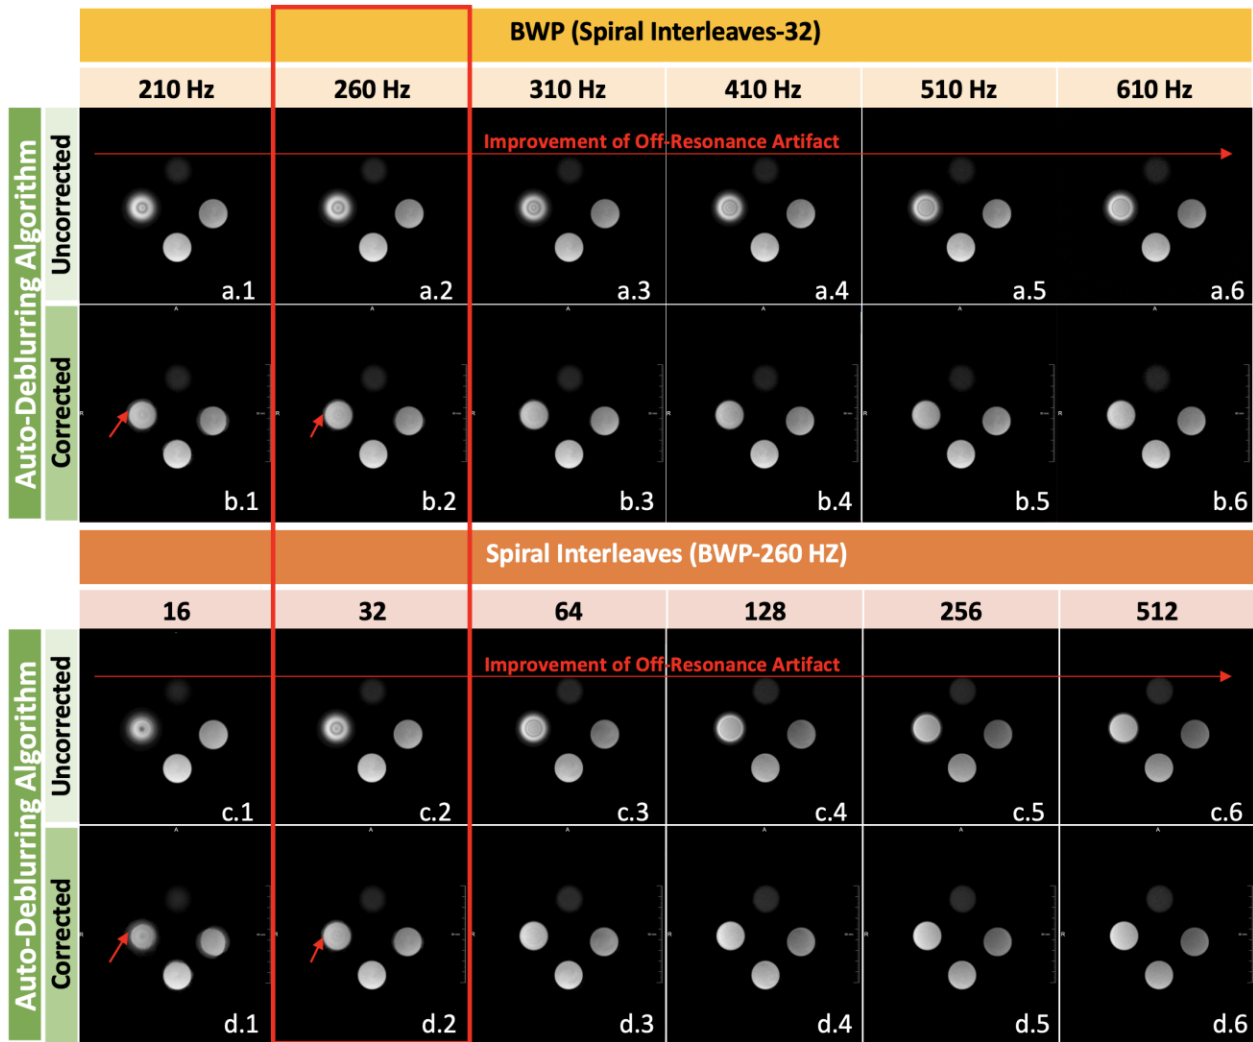 BWP (Spiral Interleaves-32)
210 Hz 260 Hz 310 Hz 410 Hz 510 Hz 610 Hz
Auto-Deblurring Algorithm
Uncorrected
Improvement of Off-Resonance Artifact
a.1 a.2 a.3 a.4 a.5 a.6
Corrected
A A A A A A
R R R R R R
b.1 b.2 b.3 b.4 b.5 b.6
Spiral Interleaves (BWP-260 HZ)
16 32 64 128 256 512
Auto-Deblurring Algorithm
Uncorrected
Improvement of Off-Resonance Artifact
c.1 c.2 c.3 c.4 c.5 c.6
Corrected
A A A A A A
R R R R R R
d.1 d.2 d.3 d.4 d.5 d.6